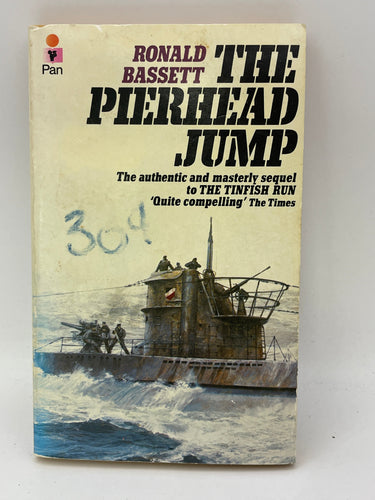 Pan
RONALD
BASSETT
THE
PIERHEAD
JUMP
The authentic and masterly sequel
to THE TINFISH RUN
'Quite compelling' The Times
304